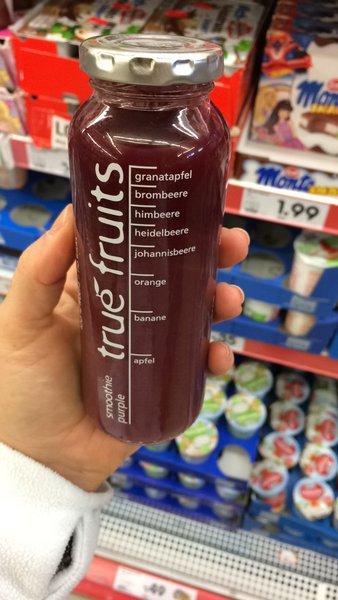 true fruits
smoothie
purple
granatapfel
brombeere
himbeere
heidelbeere
johannisbeere
orange
banane
apfel
Monte
1.99